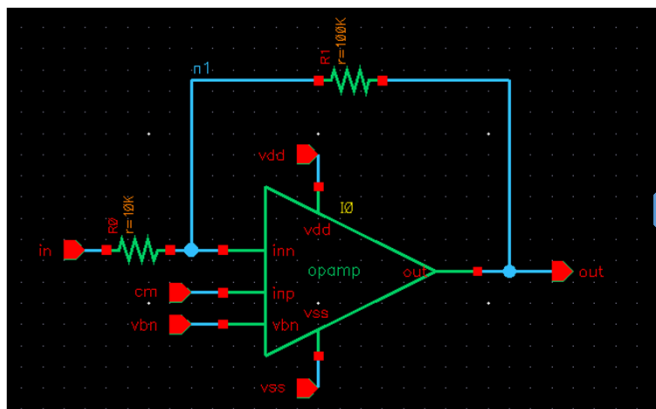 R1
r=100K
n1
vdd
I0
vdd
R0
r=10K
in
inn
opamp
out
out
cm
inp
vbn
vbn
vss
vss